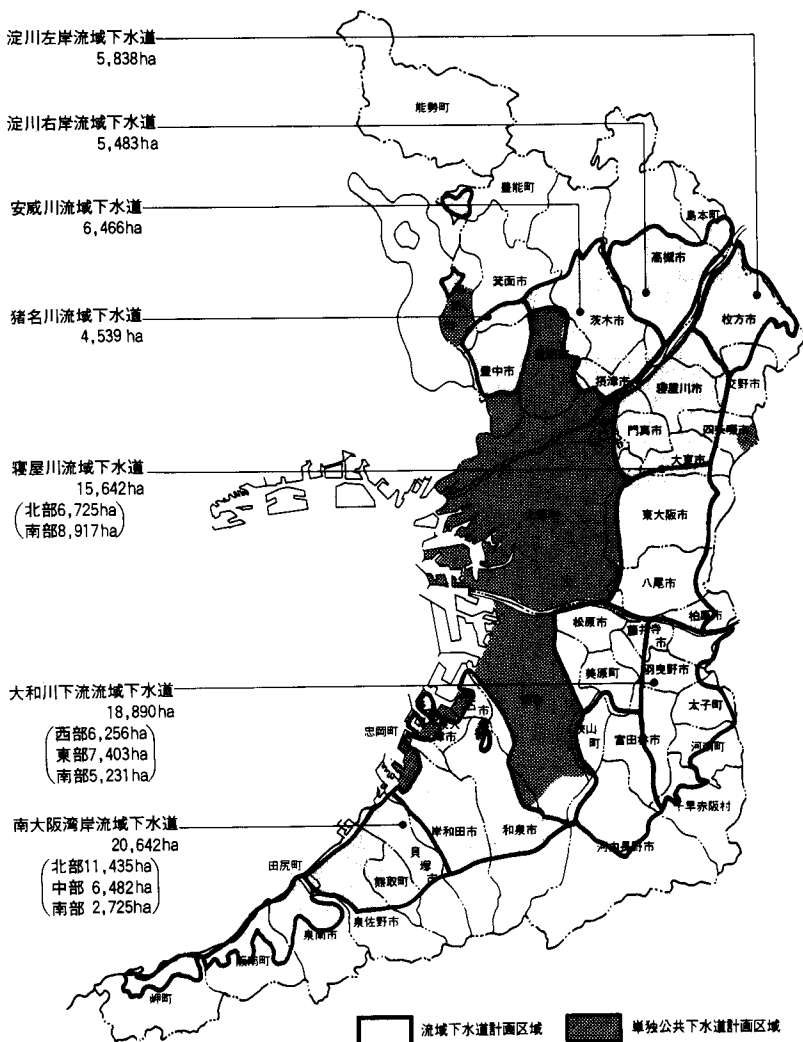 淀川左岸流域下水道
5,838ha
淀川右岸流域下水道
5,483ha
安威川流域下水道
6,466ha
猪名川流域下水道
4,539ha
寝屋川流域下水道
15,642ha
(北部6,725ha
南部8,917ha)
大和川下流流域下水道
18,890ha
(西部6,256ha
東部7,403ha
南部5,231ha)
南大阪湾岸流域下水道
20,642ha
(北部11,435ha
中部 6,482ha
南部 2,725ha)
能勢町
豊能町
島本町
高槻市
箕面市
茨木市
枚方市
豊中市
摂津市
寝屋川市
交野市
門真市
四条畷市
大東市
東大阪市
八尾市
松原市
藤井寺市
柏原市
美原町
羽曳野市
太子町
忠岡町
狭山町
富田林市
河南町
千早赤阪村
岸和田市
和泉市
河内長野市
貝塚市
田尻町
熊取町
泉佐野市
泉南市
阪南町
岬町
流域下水道計画区域
単独公共下水道計画区域